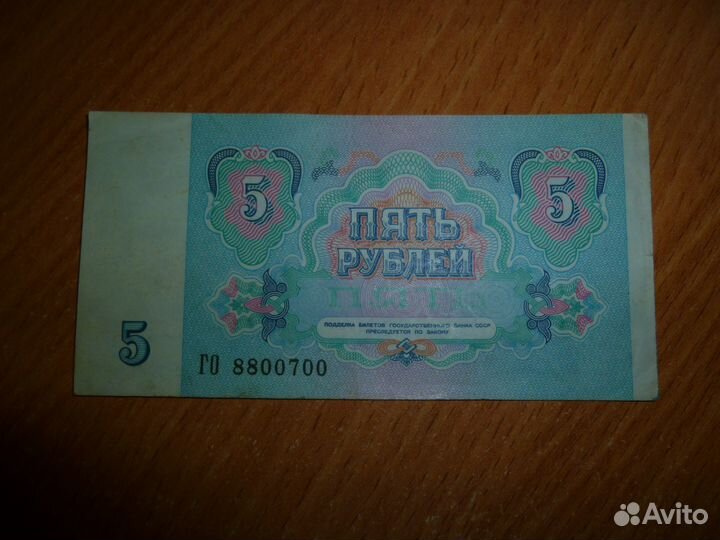 5 5
ПЯТЬ
РУБЛЕЙ
ПОДДЕЛКА БИЛЕТОВ ГОСУДАРСТВЕННОГО БАНКА СССР
ПРЕСЛЕДУЕТСЯ ПО ЗАКОНУ
5
ГО 8800700
Avito